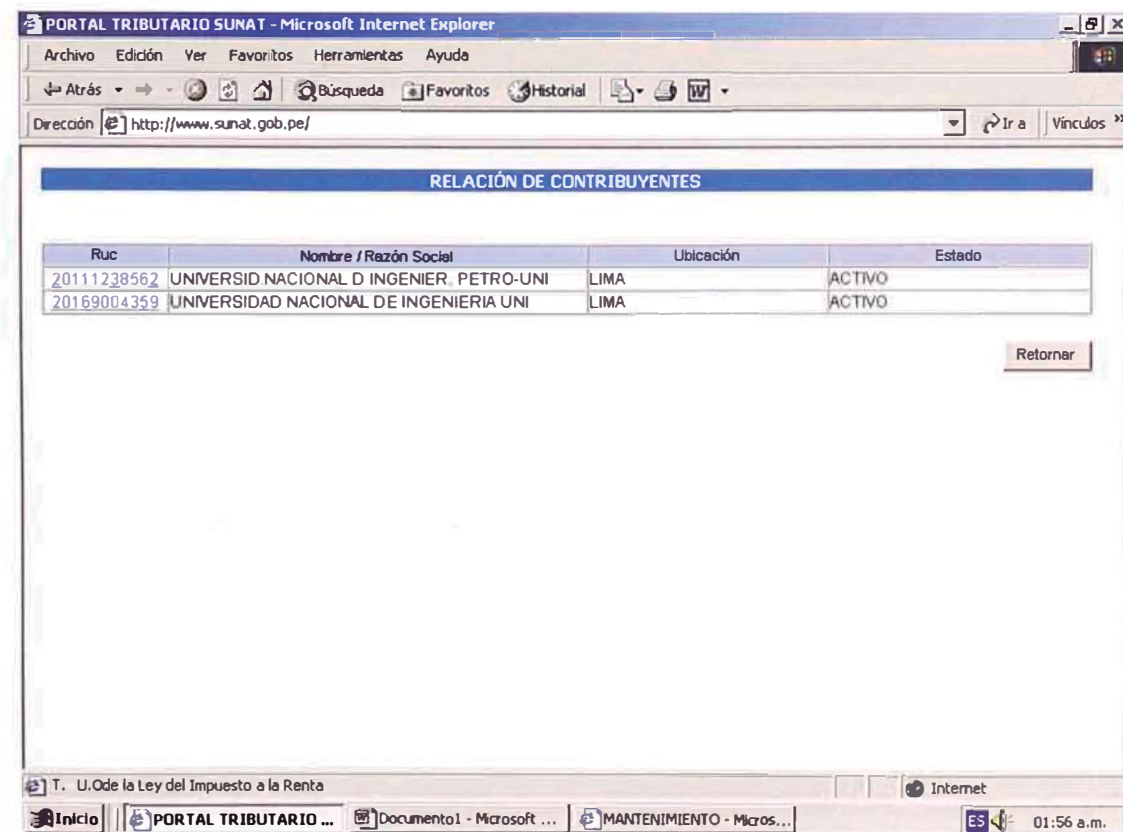 PORTAL TRIBUTARIO SUNAT - Microsoft Internet Explorer
Archivo Edición Ver Favoritos Herramientas Ayuda
Atrás Búsqueda Favoritos Historial
Dirección http://www.sunat.gob.pe/ Ir a Vínculos »
RELACIÓN DE CONTRIBUYENTES
Ruc Nombre / Razón Social Ubicación Estado
20111238562 UNIVERSID.NACIONAL D INGENIER. PETRO-UNI LIMA ACTIVO
20169004359 UNIVERSIDAD NACIONAL DE INGENIERIA UNI LIMA ACTIVO
Retornar
T. U.Ode la Ley del Impuesto a la Renta Internet
Inicio PORTAL TRIBUTARIO ... Documento1 - Microsoft ... MANTENIMIENTO - Micros... ES 01:56 a.m.